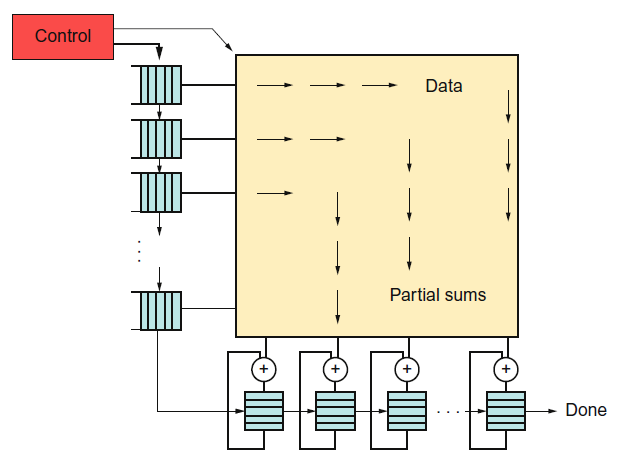 Control
Data
Partial sums
+ + + +
. . .
. . .
Done